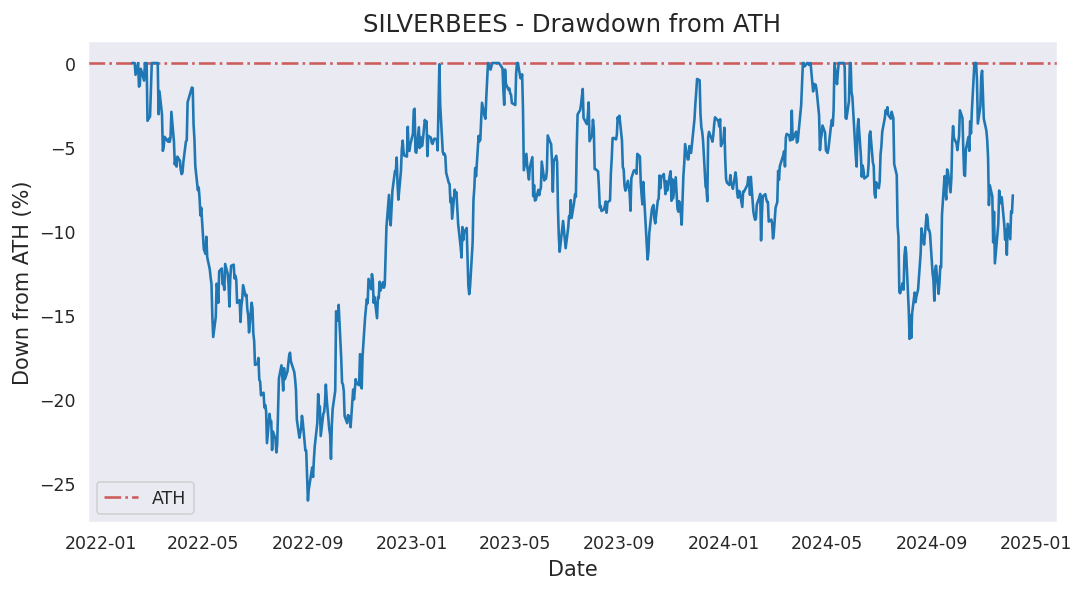 SILVERBEES - Drawdown from ATH
Down from ATH (%)
0
−5
−10
−15
−20
−25
ATH
2022-01 2022-05 2022-09 2023-01 2023-05 2023-09 2024-01 2024-05 2024-09 2025-01
Date